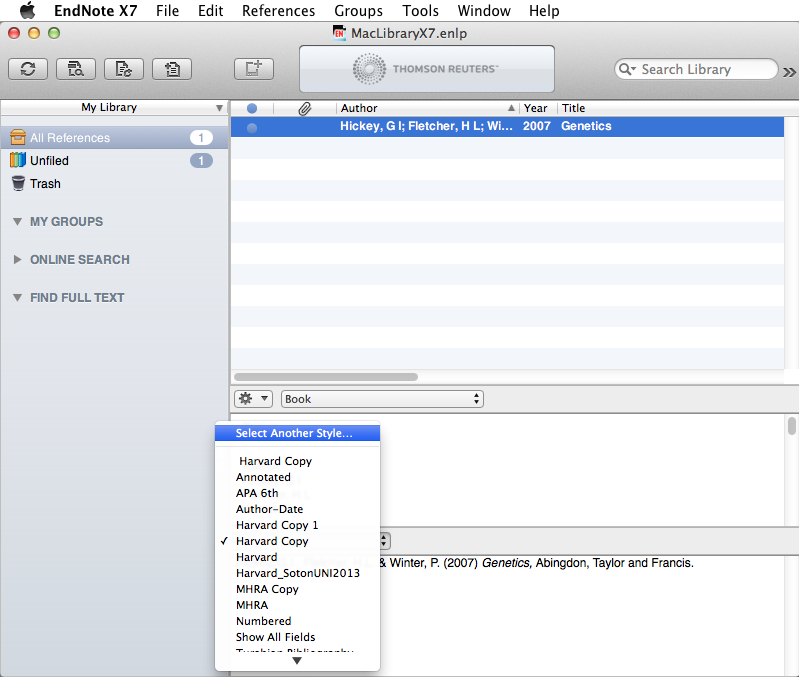 EndNote X7 File Edit References Groups Tools Window Help
MacLibraryX7.enlp
THOMSON REUTERS™
Search Library
My Library
Author Year Title
All References 1
Hickey, G I; Fletcher, H L; Wi... 2007 Genetics
Unfiled 1
Trash
MY GROUPS
ONLINE SEARCH
FIND FULL TEXT
Book
Select Another Style...
Harvard Copy
Annotated
APA 6th
Author-Date
Harvard Copy 1
✓ Harvard Copy
Harvard
& Winter, P. (2007) Genetics, Abingdon, Taylor and Francis.
Harvard_SotonUNI2013
MHRA Copy
MHRA
Numbered
Show All Fields
Turabian Bibliography